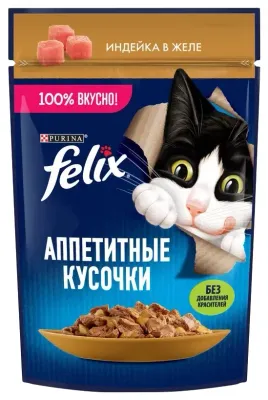 ИНДЕЙКА В ЖЕЛЕ
100% ВКУСНО!
PURINA
felix
АППЕТИТНЫЕ
КУСОЧКИ
БЕЗ
ДОБАВЛЕНИЯ
КРАСИТЕЛЕЙ